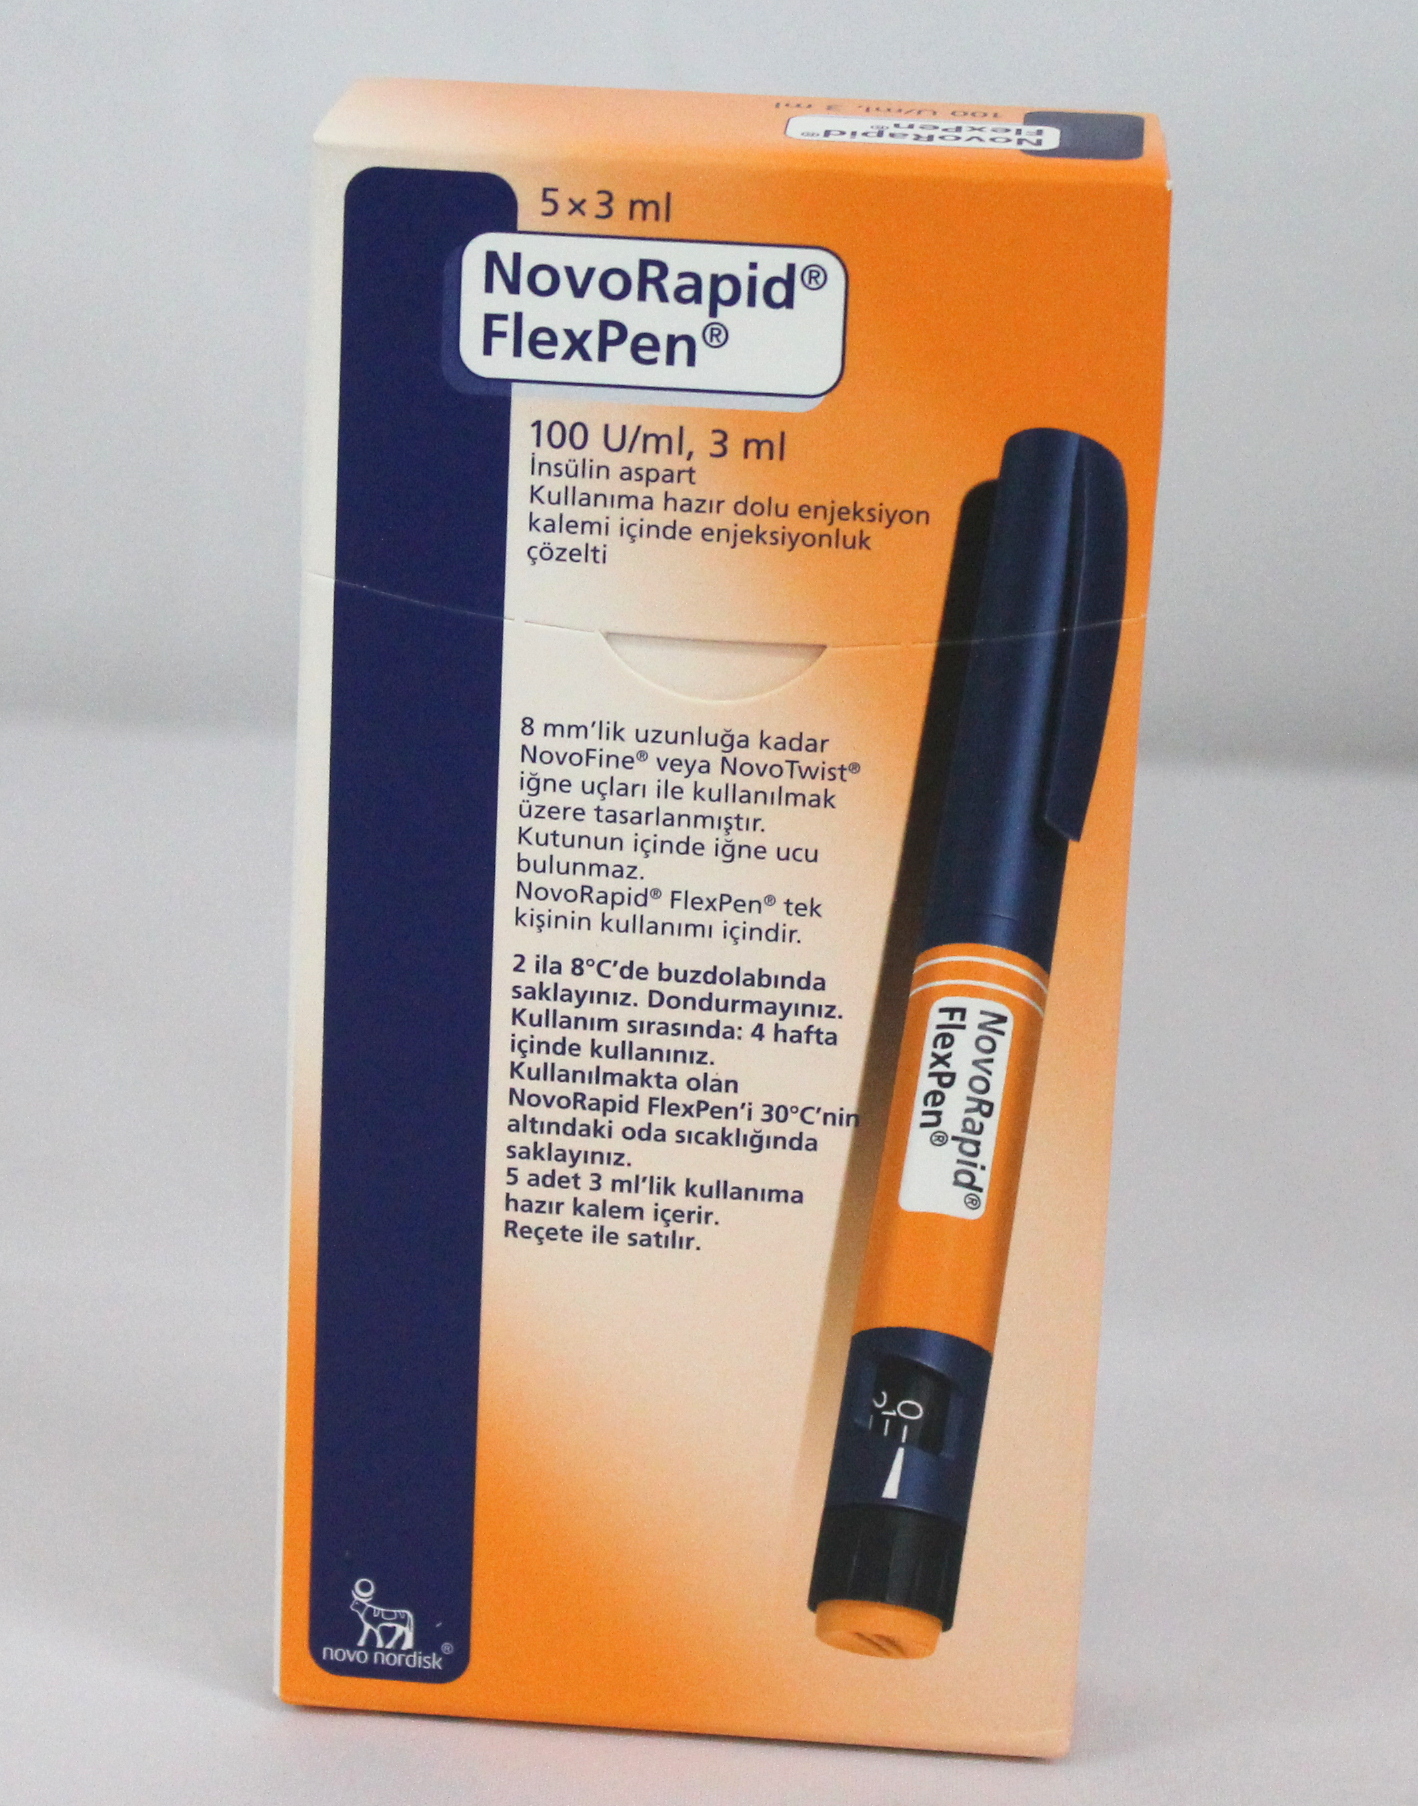 100 U/ml, 3 ml
NovoRapid®
FlexPen®
5 × 3 ml
NovoRapid®
FlexPen®
100 U/ml, 3 ml
İnsülin aspart
Kullanıma hazır dolu enjeksiyon
kalemi içinde enjeksiyonluk
çözelti
8 mm'lik uzunluğa kadar
NovoFine® veya NovoTwist®
iğne uçları ile kullanılmak
üzere tasarlanmıştır.
Kutunun içinde iğne ucu
bulunmaz.
NovoRapid® FlexPen® tek
kişinin kullanımı içindir.
2 ila 8°C'de buzdolabında
saklayınız. Dondurmayınız.
Kullanım sırasında: 4 hafta
içinde kullanınız.
Kullanılmakta olan
NovoRapid FlexPen'i 30°C'nin
altındaki oda sıcaklığında
saklayınız.
5 adet 3 ml'lik kullanıma
hazır kalem içerir.
Reçete ile satılır.
NovoRapid®
FlexPen®
0
novo nordisk®